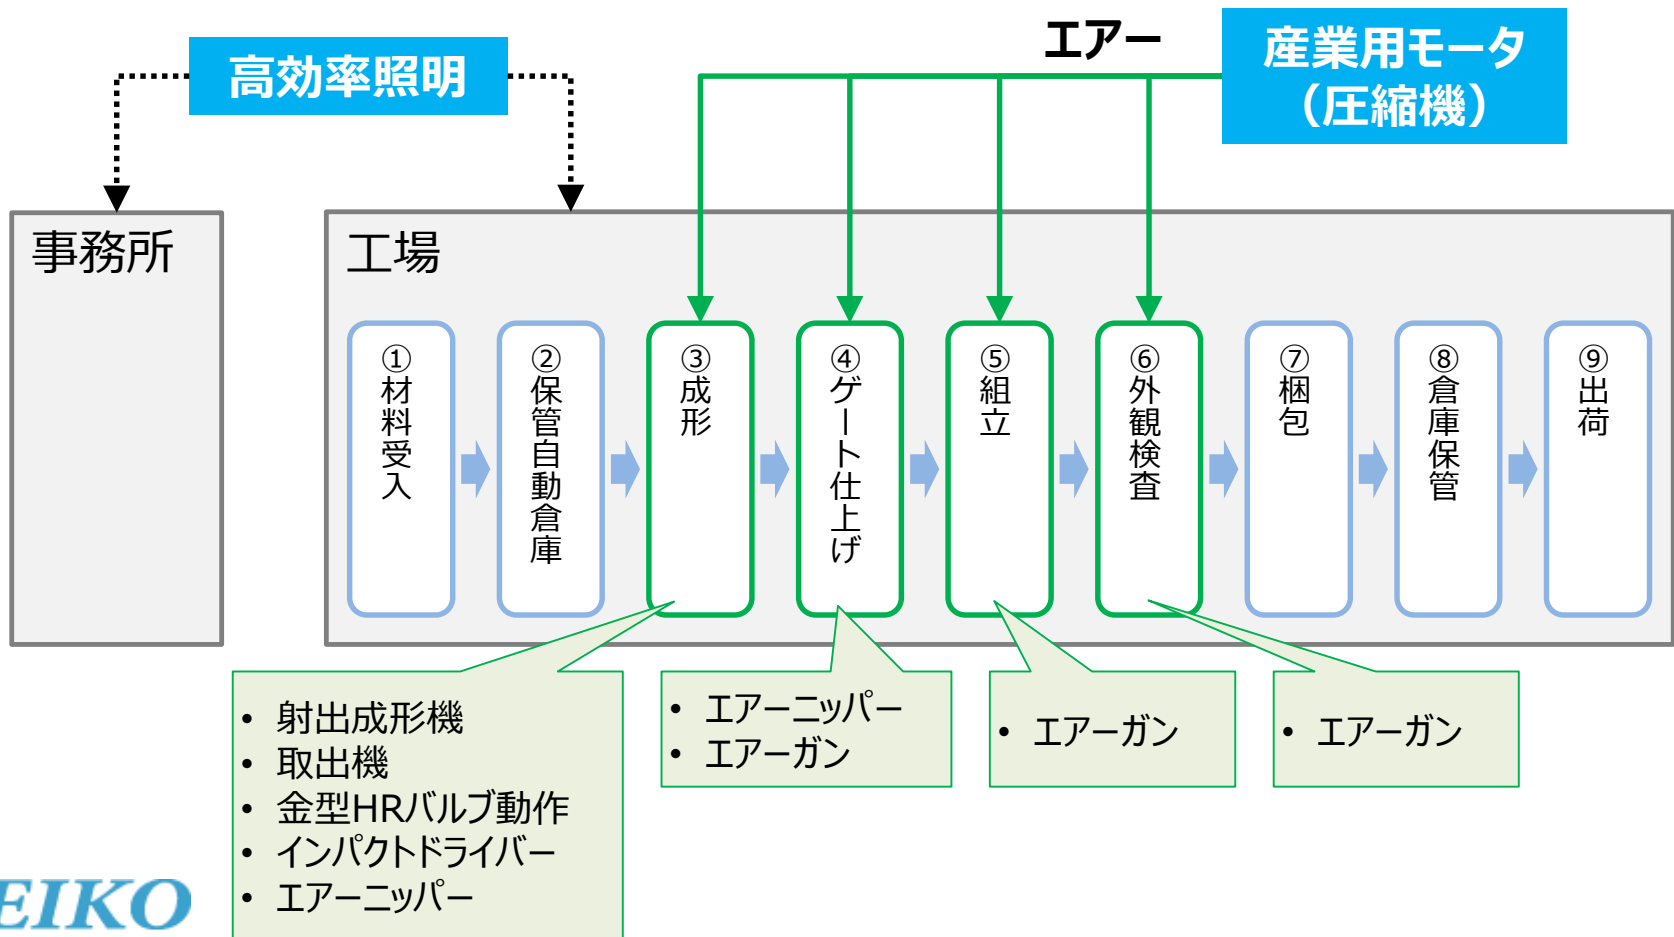 エアー
産業用モータ
（圧縮機）
高効率照明
事務所
工場
①材料受入
②保管自動倉庫
③成形
④ゲート仕上げ
⑤組立
⑥外観検査
⑦梱包
⑧倉庫保管
⑨出荷
• 射出成形機
• 取出機
• 金型HRバルブ動作
• インパクトドライバー
• エアーニッパー
• エアーニッパー
• エアーガン
• エアーガン
• エアーガン
EIKO